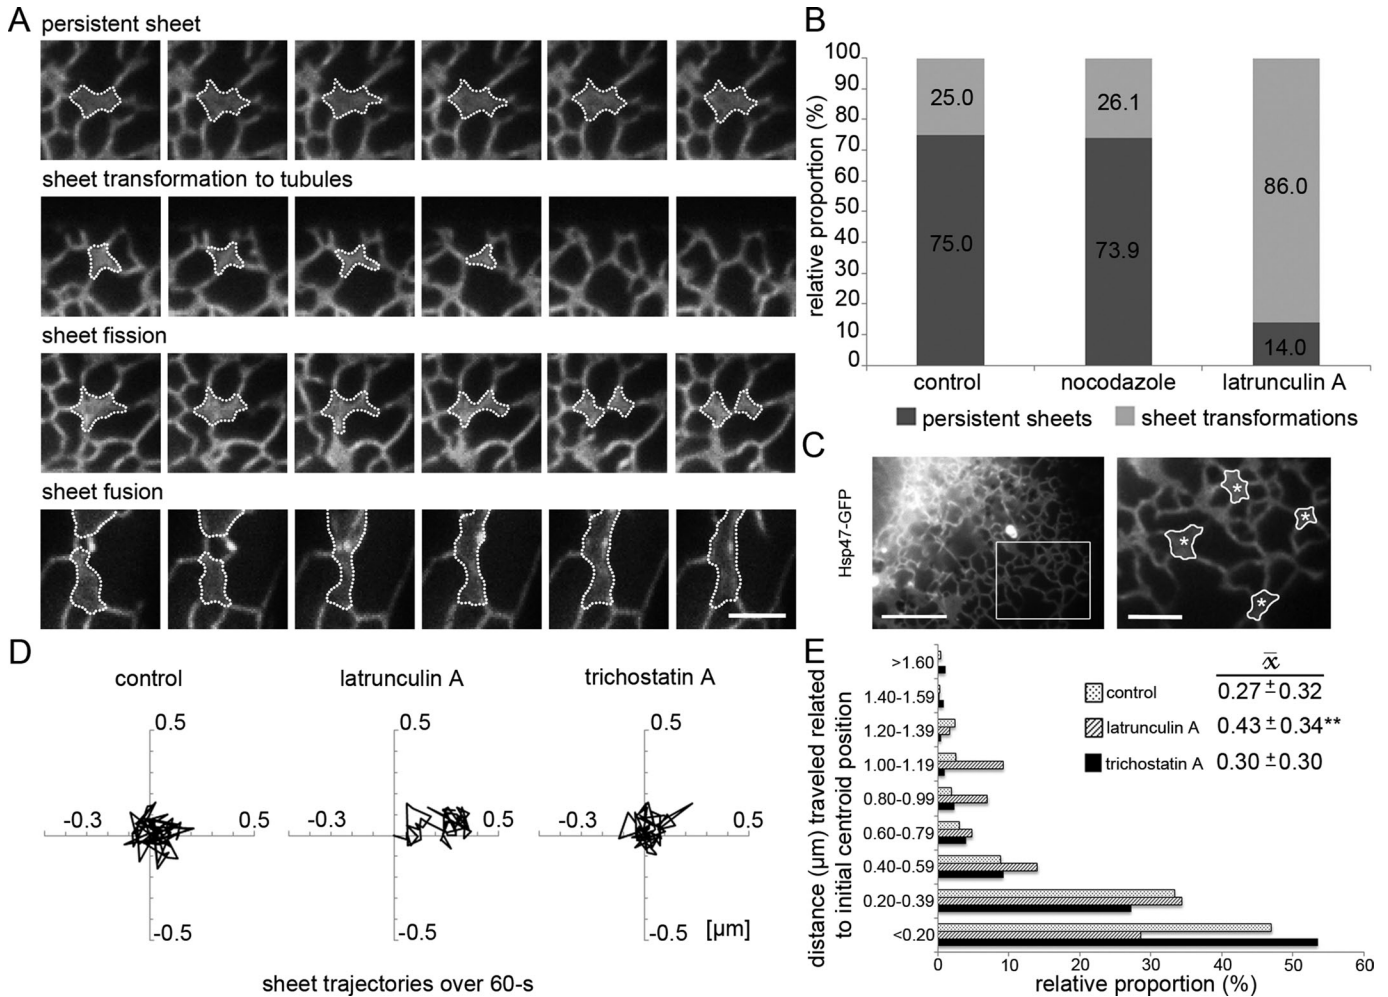 A
persistent sheet
sheet transformation to tubules
sheet fission
sheet fusion
B
relative proportion (%)
100
90
80
70
60
50
40
30
20
10
0
25.0
75.0
26.1
73.9
86.0
14.0
control
nocodazole
latrunculin A
persistent sheets
sheet transformations
C
Hsp47-GFP
*
*
*
*
D
control
0.5
-0.3
0.5
-0.5
latrunculin A
0.5
-0.3
0.5
-0.5
trichostatin A
0.5
-0.3
0.5
-0.5
[µm]
sheet trajectories over 60-s
E
distance (µm) traveled related
to initial centroid position
>1.60
1.40-1.59
1.20-1.39
1.00-1.19
0.80-0.99
0.60-0.79
0.40-0.59
0.20-0.39
<0.20
x̅
control 0.27 ± 0.32
latrunculin A 0.43 ± 0.34**
trichostatin A 0.30 ± 0.30
0 10 20 30 40 50 60
relative proportion (%)